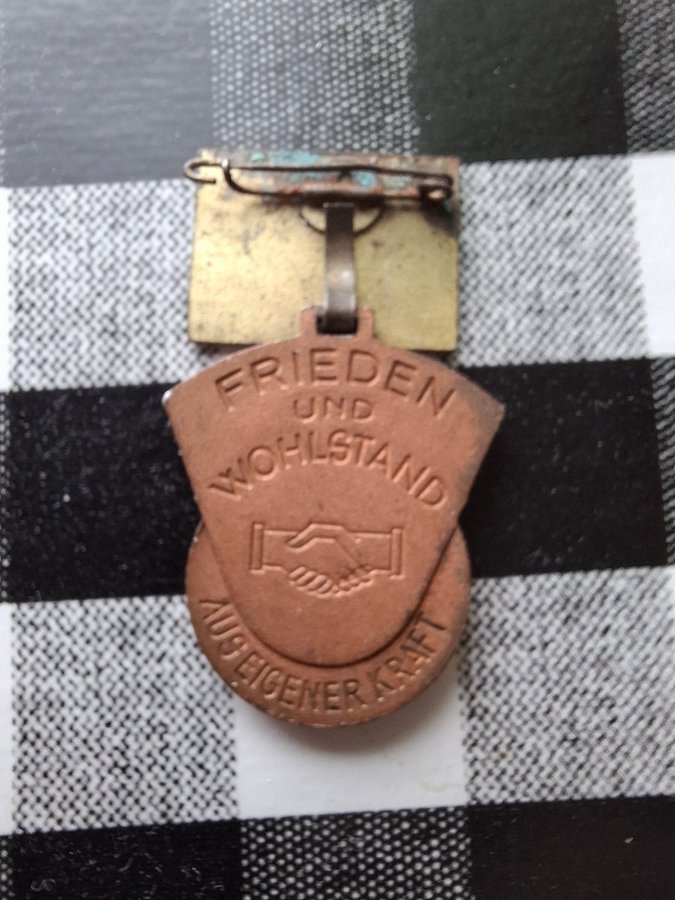 FRIEDEN
UND
WOHLSTAND
AUS EIGENER KRAFT